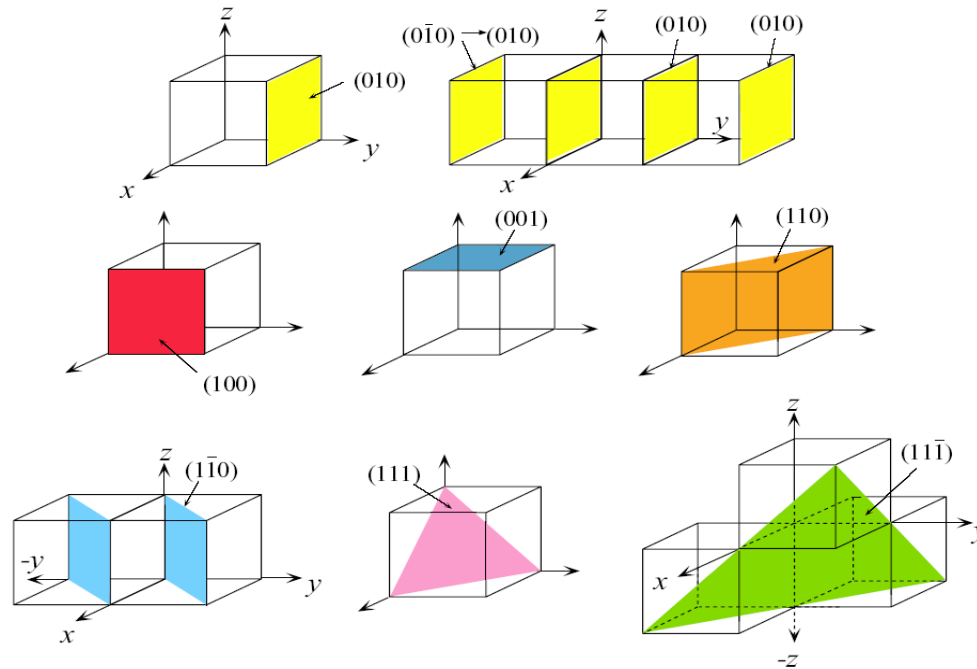 z
(010)
y
x
z
(01̅0) → (010)
(010)
(010)
y
x
(100)
(001)
(110)
z
(11̅0)
-y
y
x
(111)
z
(111̅)
y
x
-z